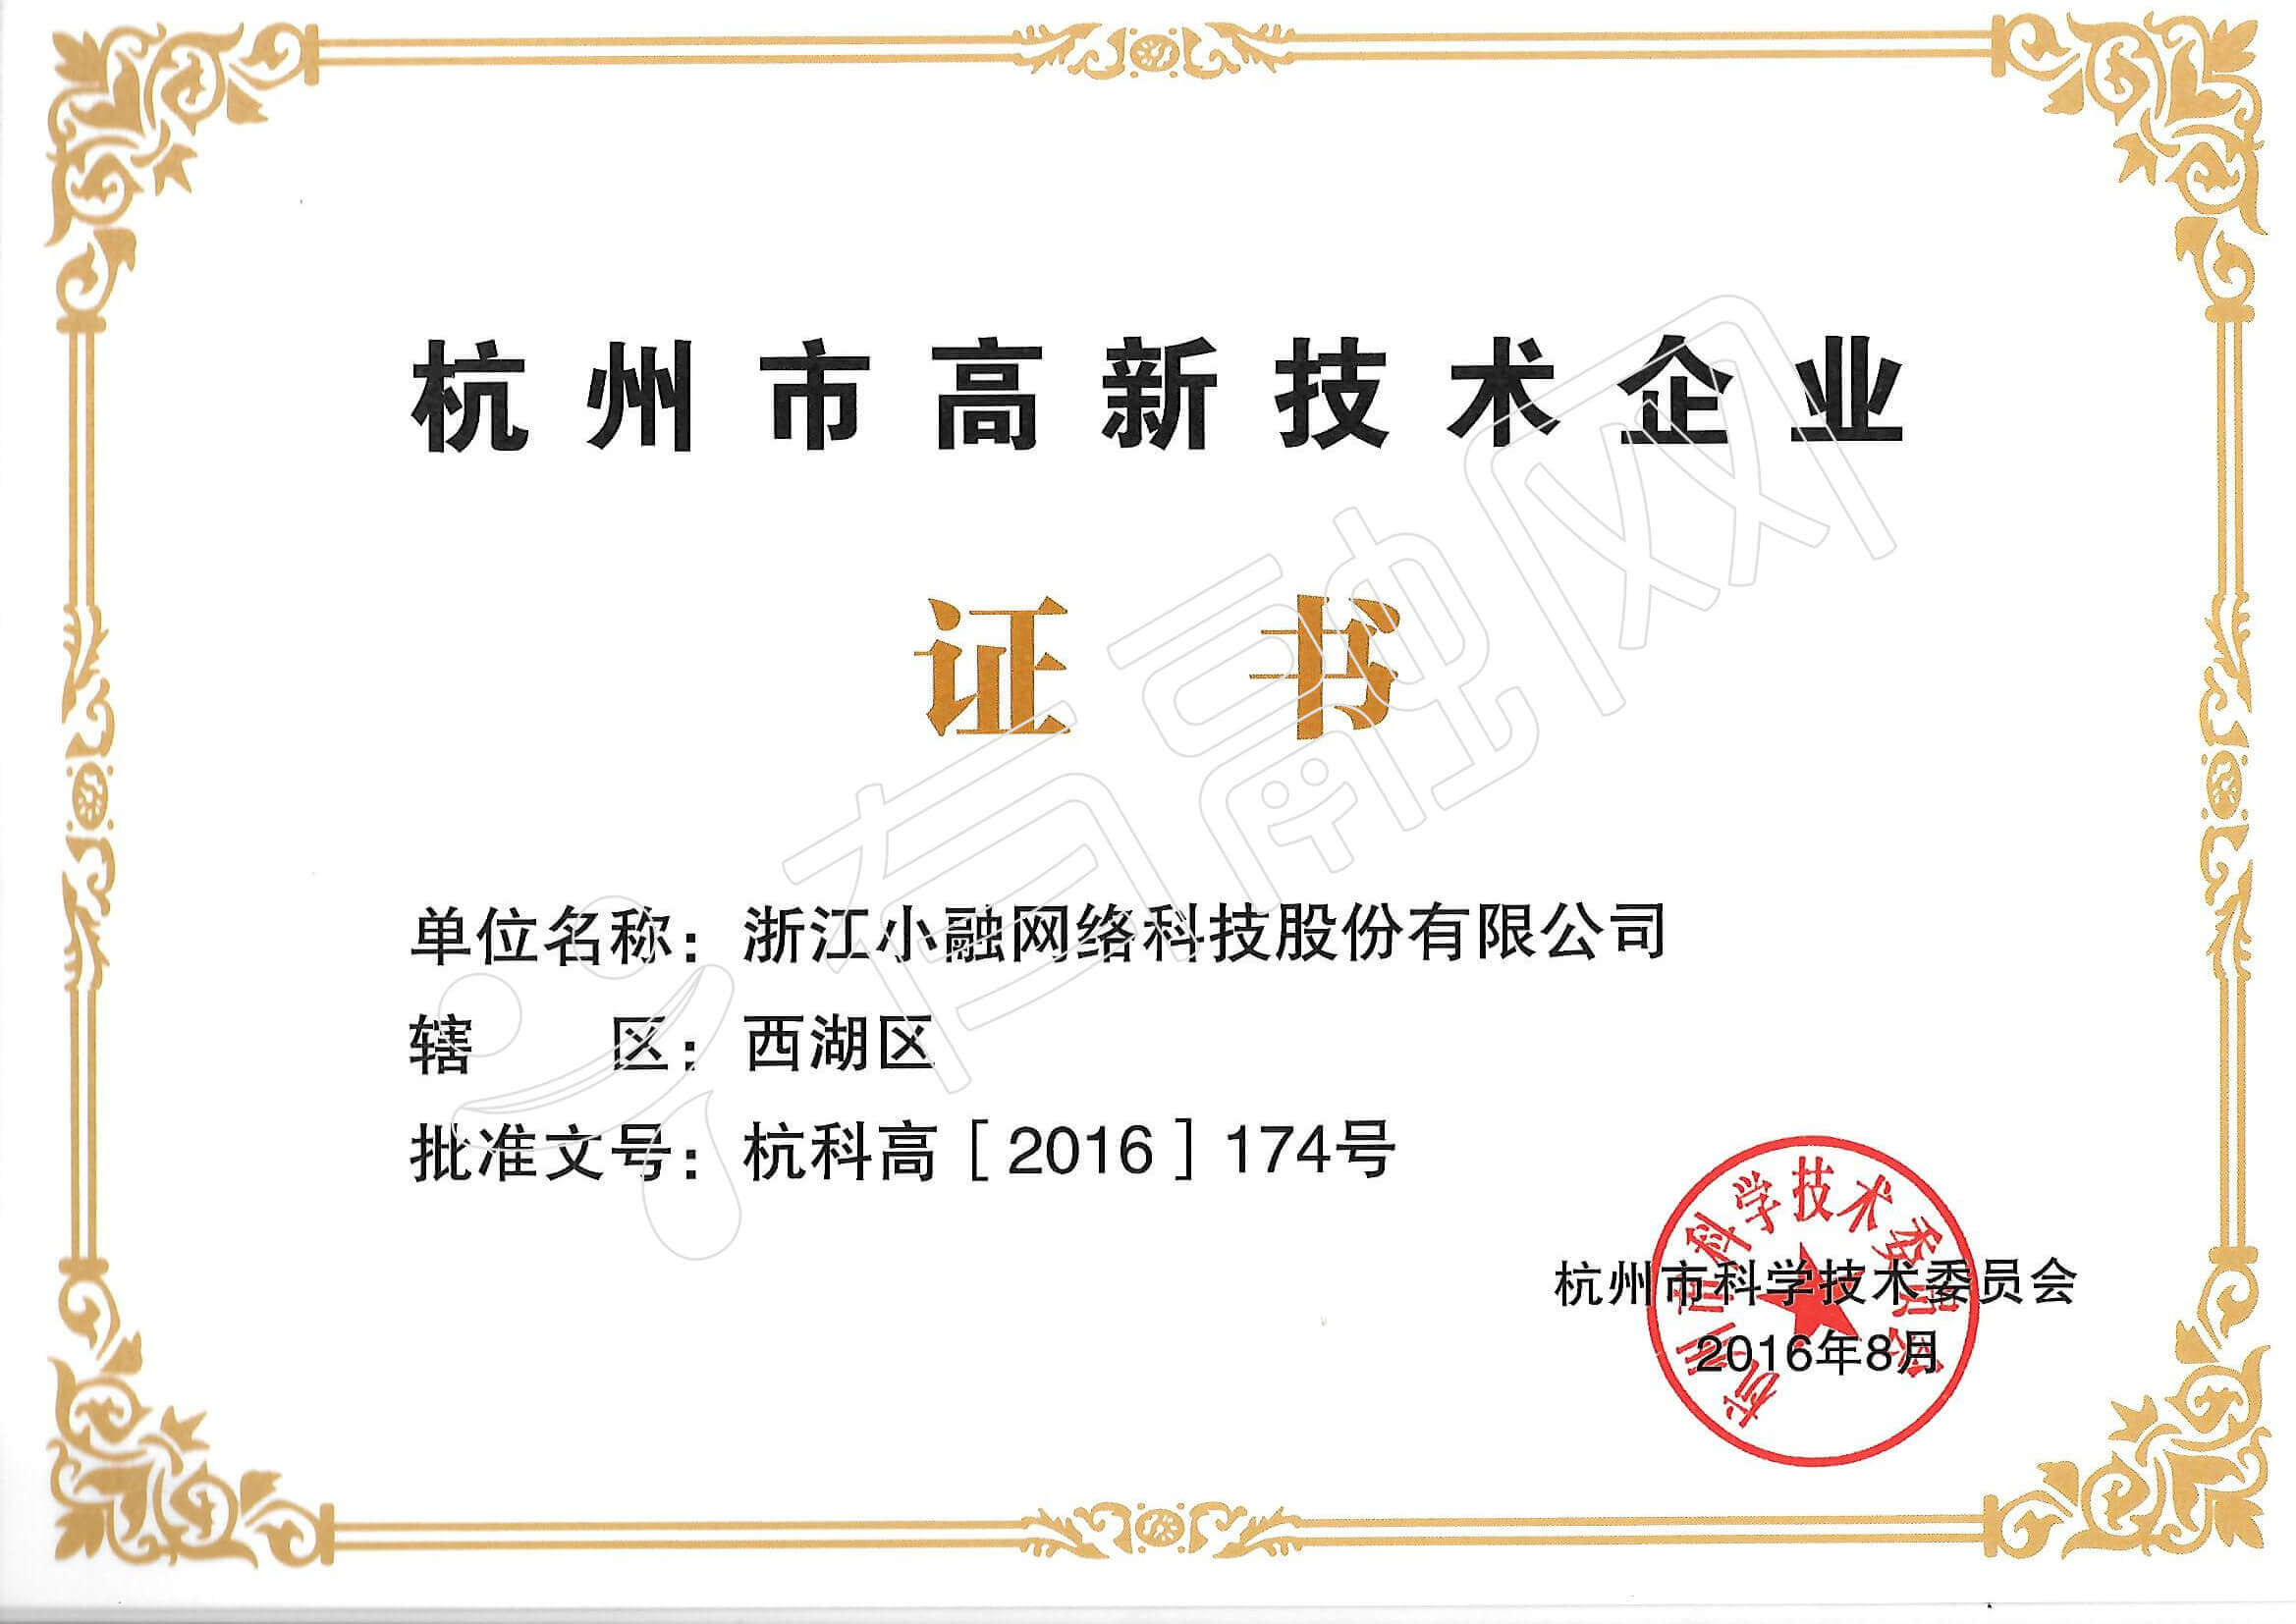 杭州市高新技术企业
证书
单位名称：浙江小融网络科技股份有限公司
辖区：西湖区
批准文号：杭科高［2016］174号
杭州市科学技术委员会
2016年8月
杭州市科学技术委员会
有融网